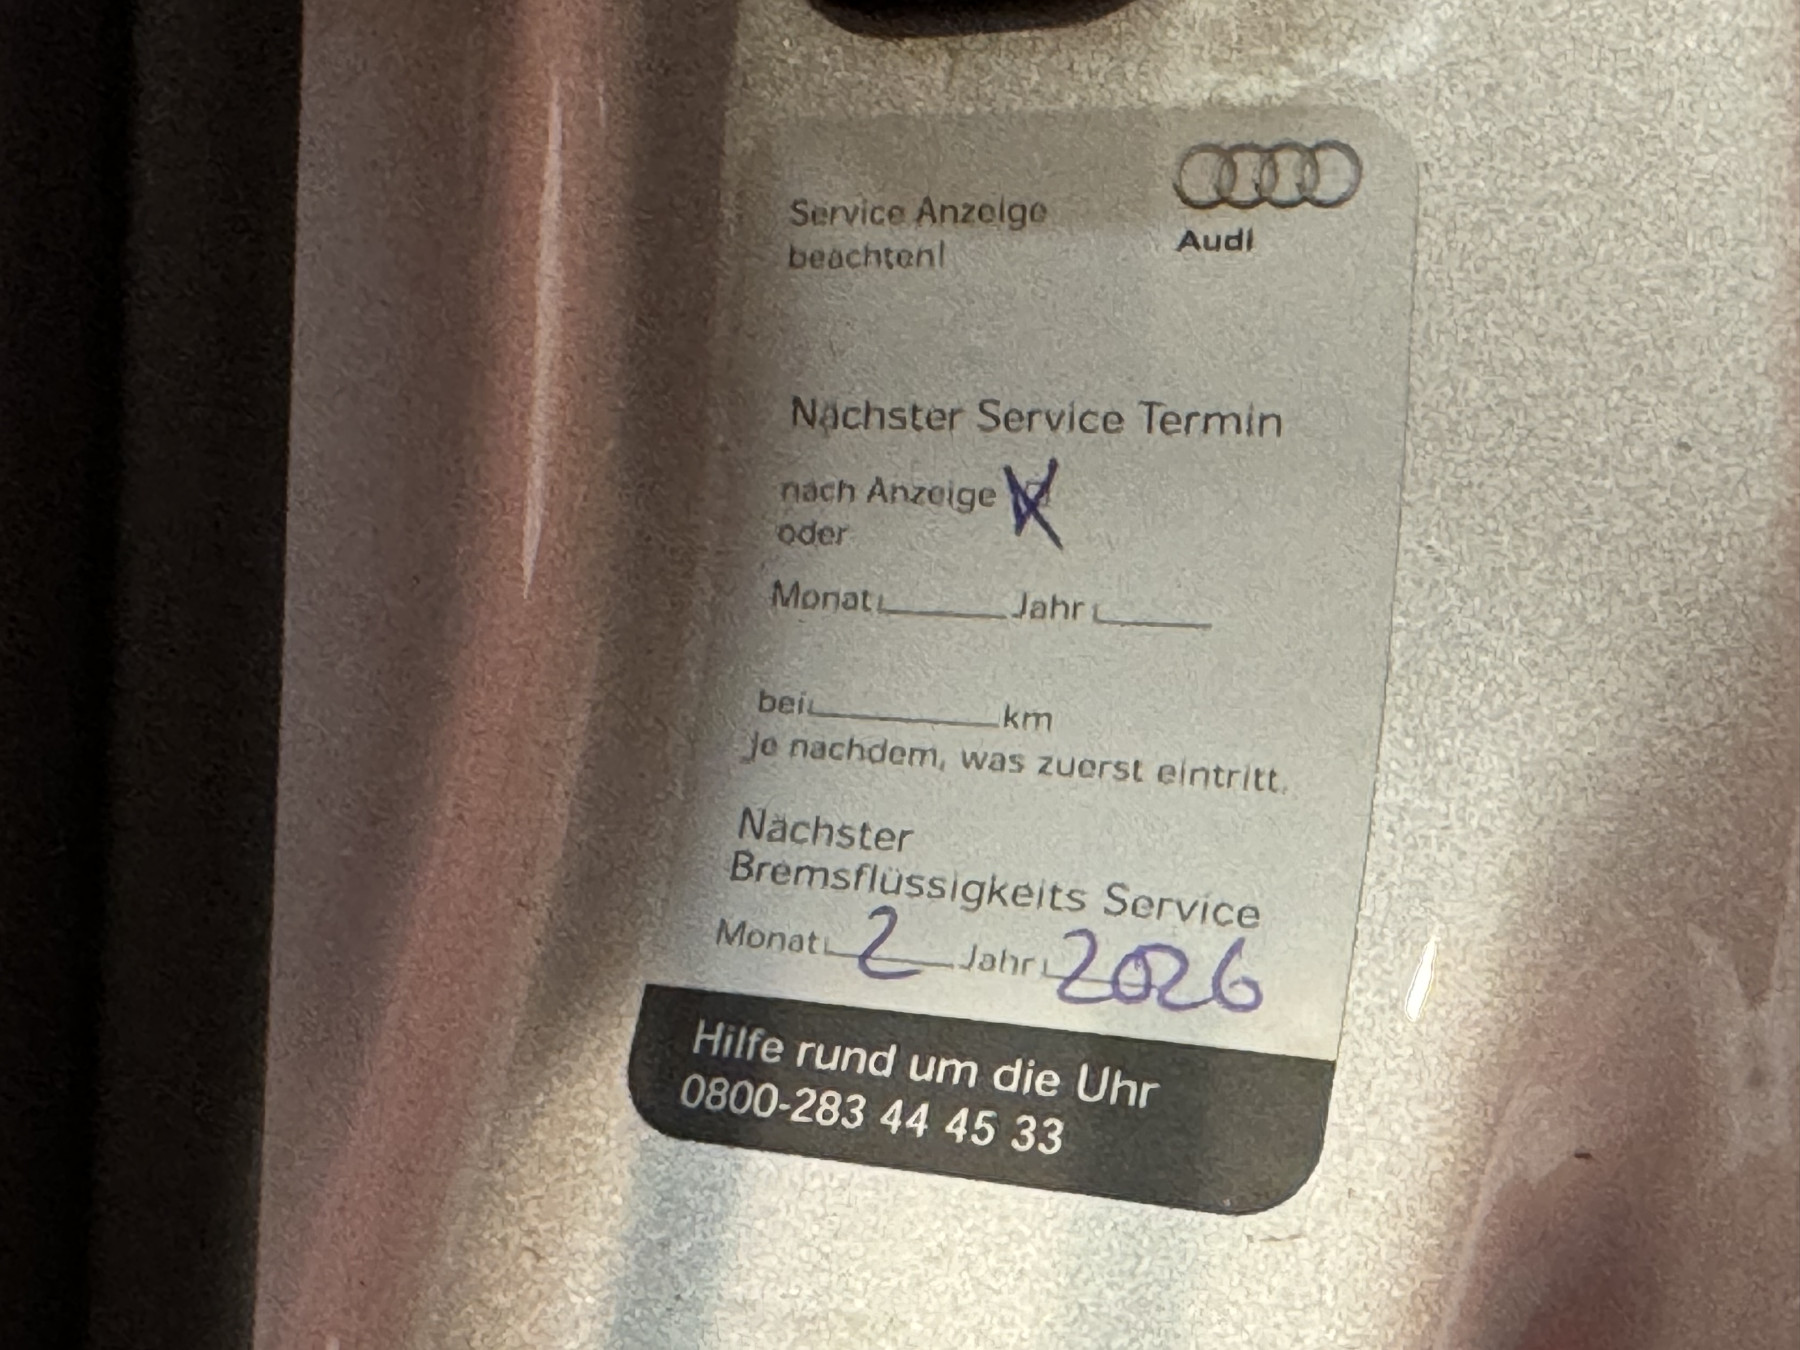 Audi
Service Anzeige
beachten!
Nächster Service Termin
nach Anzeige
oder
Monat Jahr
bei km
Je nachdem, was zuerst eintritt.
Nächster
Bremsflüssigkeits Service
Monat 2 Jahr 2026
Hilfe rund um die Uhr
0800-283 44 45 33